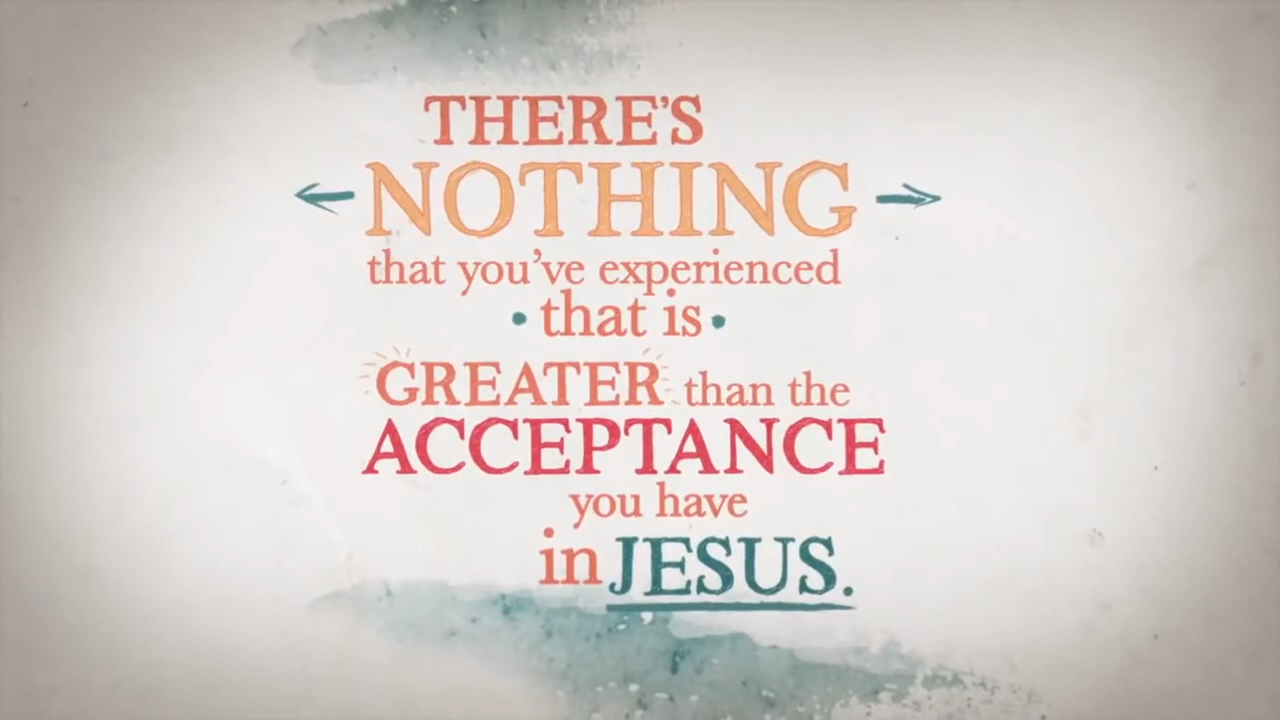 THERE'S
NOTHING
that you've experienced
• that is •
GREATER than the
ACCEPTANCE
you have
in JESUS.